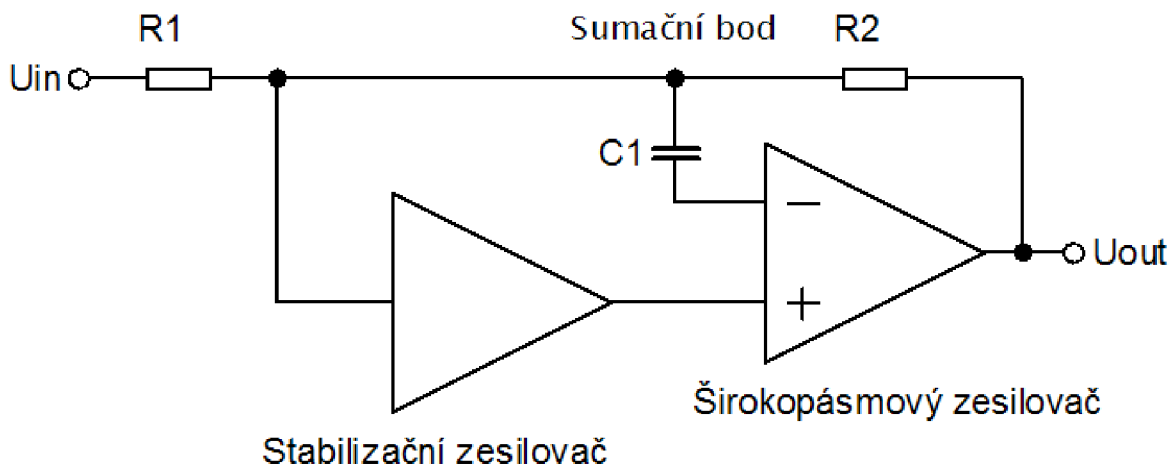 R1
Sumační bod
R2
Uin
C1
−
Uout
+
Širokopásmový zesilovač
Stabilizační zesilovač